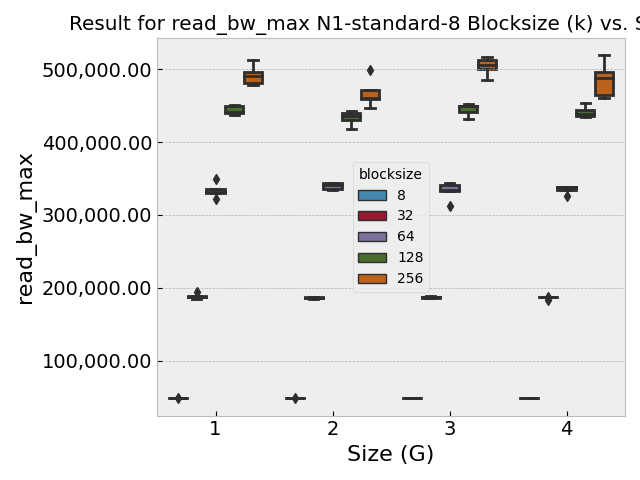 Result for read_bw_max N1-standard-8 Blocksize (k) vs. S
500,000.00
400,000.00
300,000.00
200,000.00
100,000.00
read_bw_max
blocksize
8
32
64
128
256
1 2 3 4
Size (G)